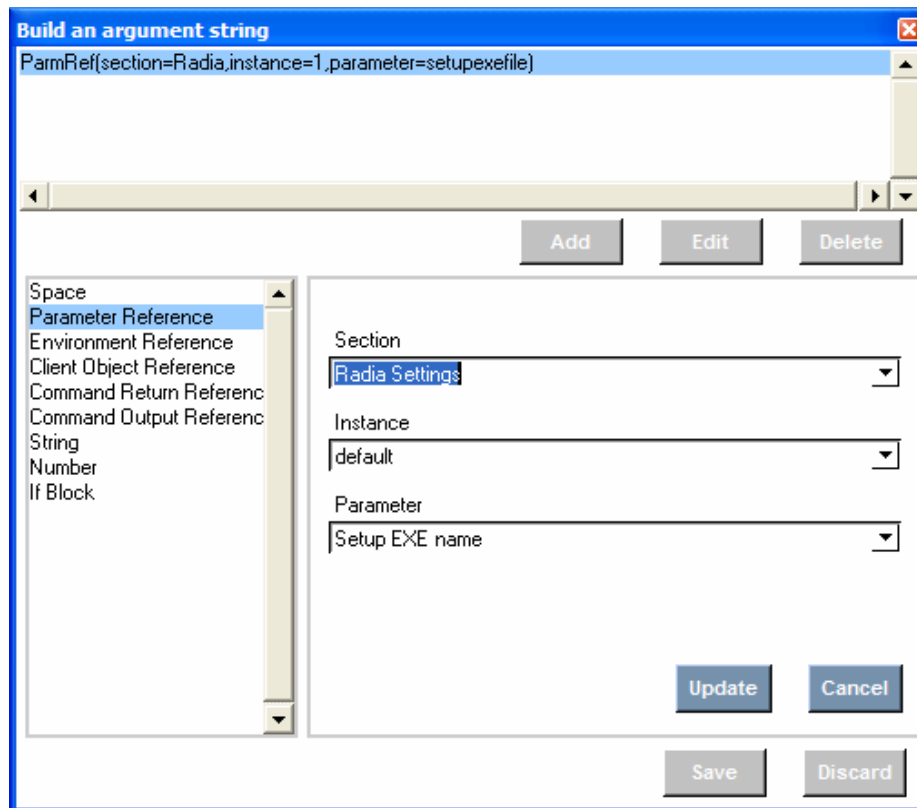 Build an argument string
ParmRef(section=Radia,instance=1,parameter=setupexefile)
Add Edit Delete
Space
Parameter Reference
Environment Reference
Client Object Reference
Command Return Referenc
Command Output Referenc
String
Number
If Block
Section
Radia Settings
Instance
default
Parameter
Setup EXE name
Update Cancel
Save Discard